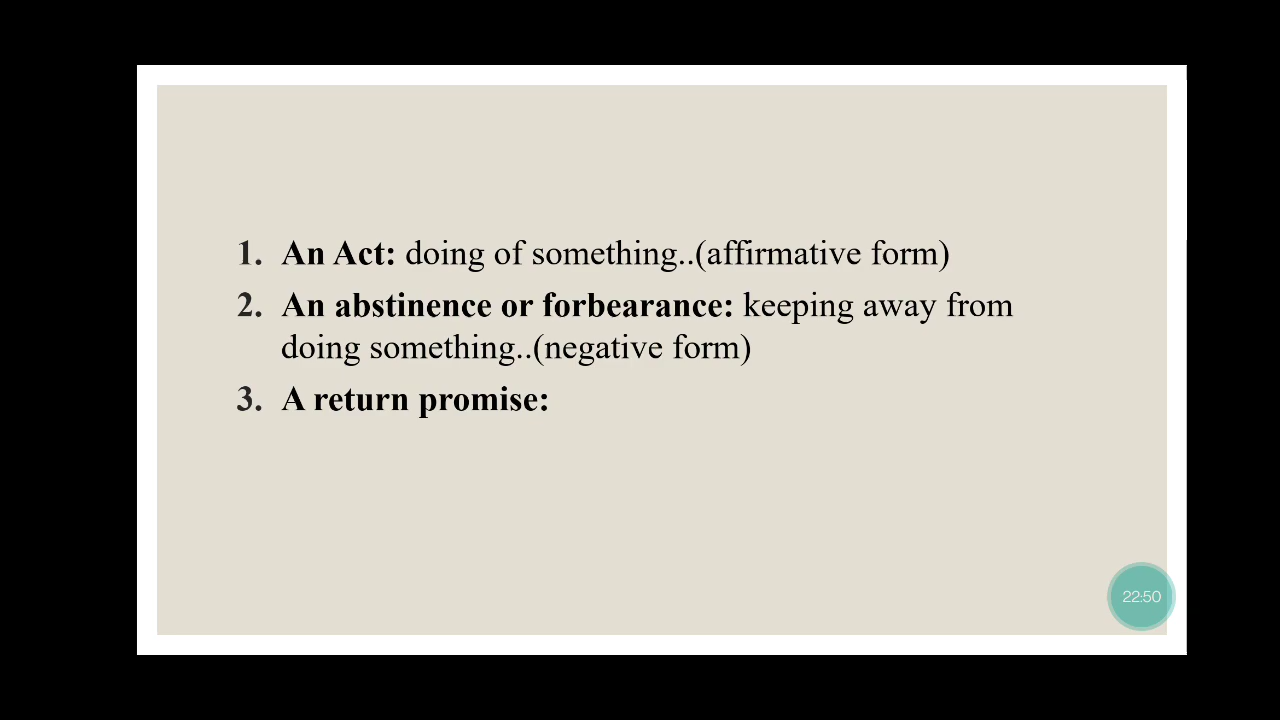 1. An Act: doing of something..(affirmative form)
2. An abstinence or forbearance: keeping away from
doing something..(negative form)
3. A return promise:
22:50